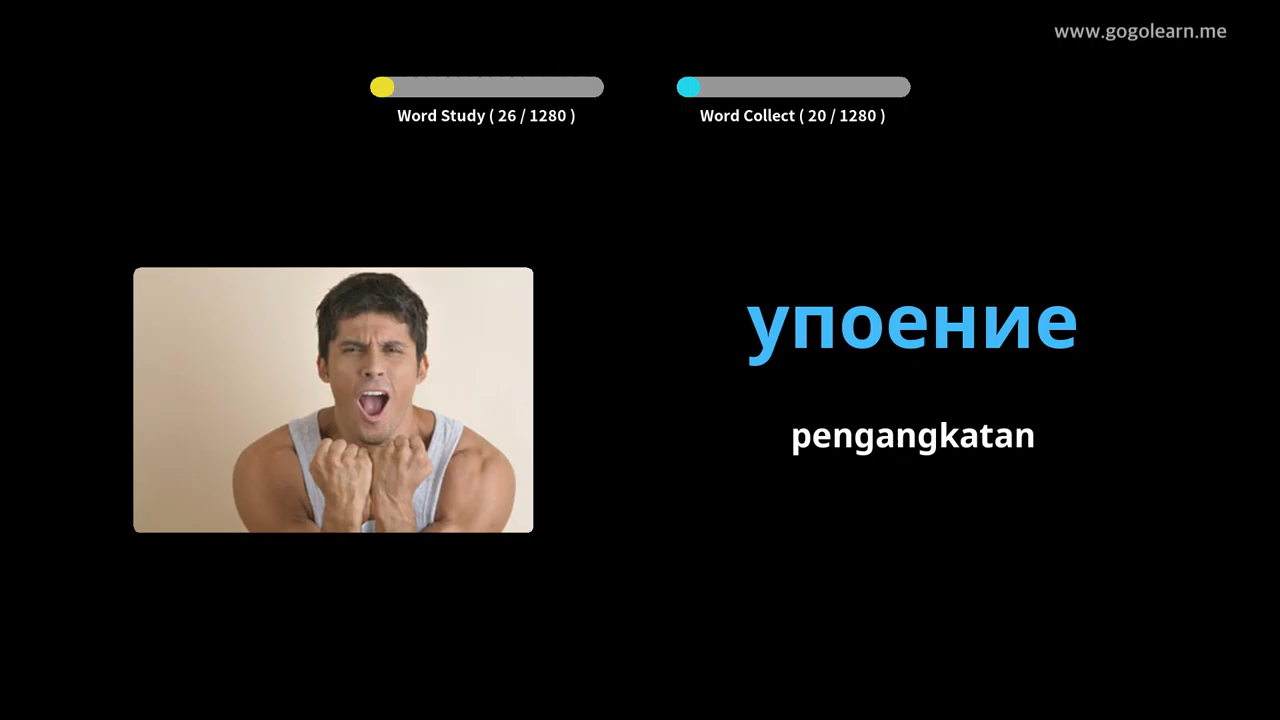 www.gogolearn.me
Word Study ( 26 / 1280 )
Word Collect ( 20 / 1280 )
упоение
pengangkatan